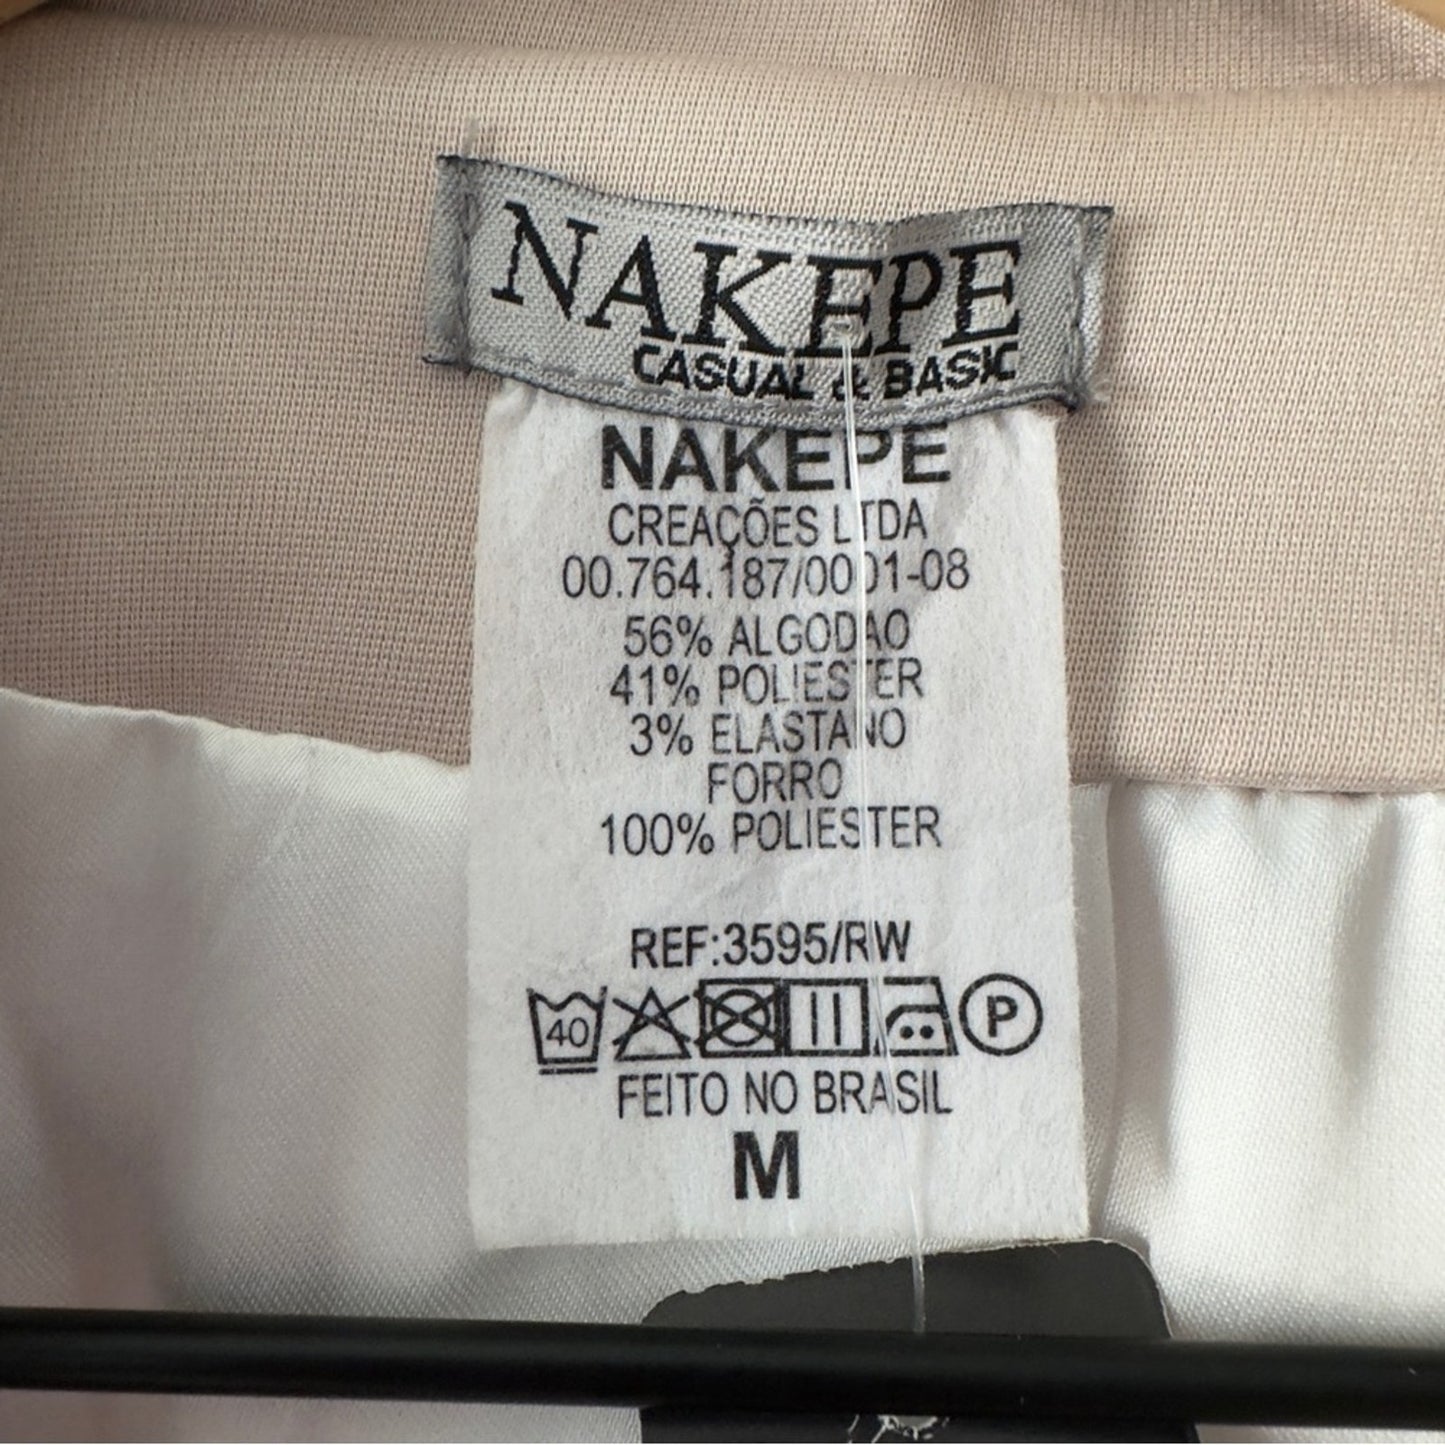 NAKEPE
CASUAL & BASIC
NAKEPE
CREAÇÕES LTDA
00.764.187/0001-08
56% ALGODAO
41% POLIESTER
3% ELASTANO
FORRO
100% POLIESTER
REF:3595/RW
40 P
FEITO NO BRASIL
M